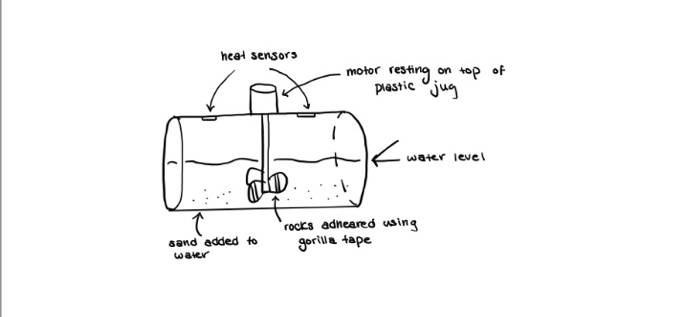 heat sensors
motor resting on top of
plastic jug
water level
rocks adheared using
gorilla tape
sand added to
water